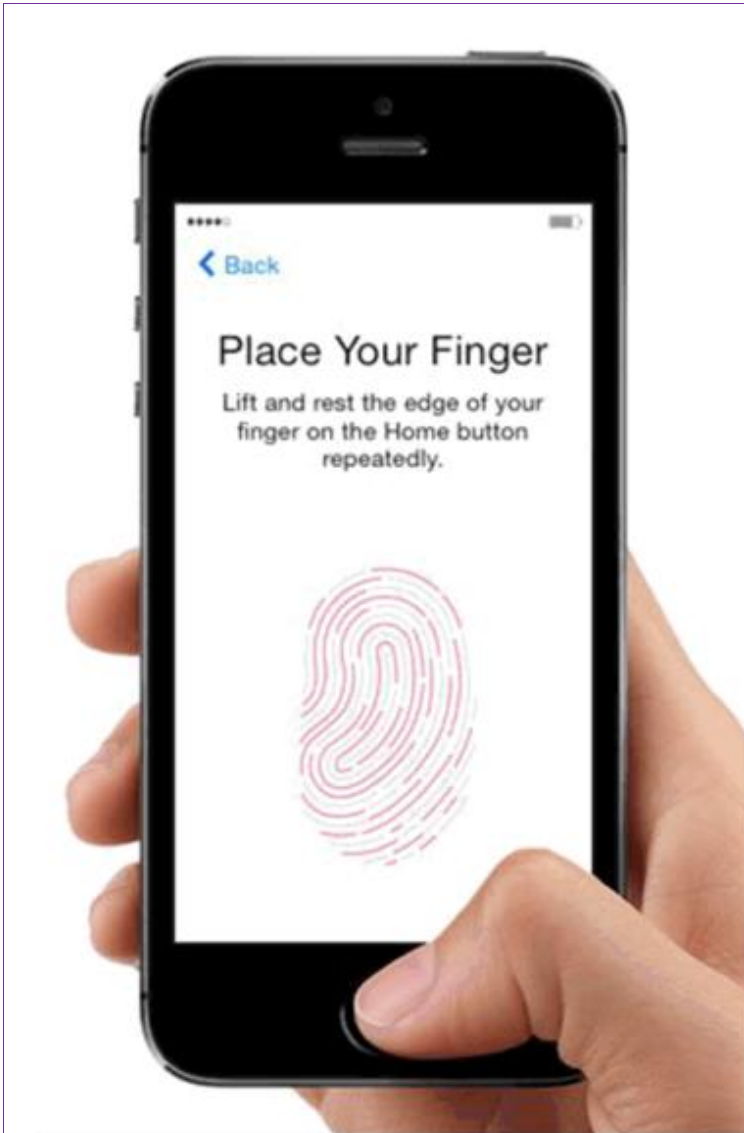 Back
Place Your Finger
Lift and rest the edge of your
finger on the Home button
repeatedly.